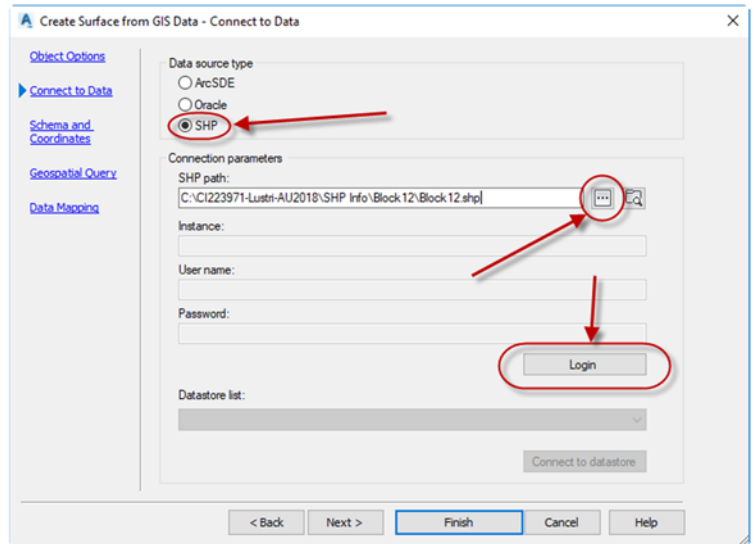 Create Surface from GIS Data - Connect to Data
Object Options
Connect to Data
Schema and
Coordinates
Geospatial Query
Data Mapping
Data source type
ArcSDE
Oracle
SHP
Connection parameters
SHP path:
C:\CI223971-Lustri-AU2018\SHP Info\Block12\Block12.shp
...
Instance:
User name:
Password:
Login
Datastore list:
Connect to datastore
< Back
Next >
Finish
Cancel
Help